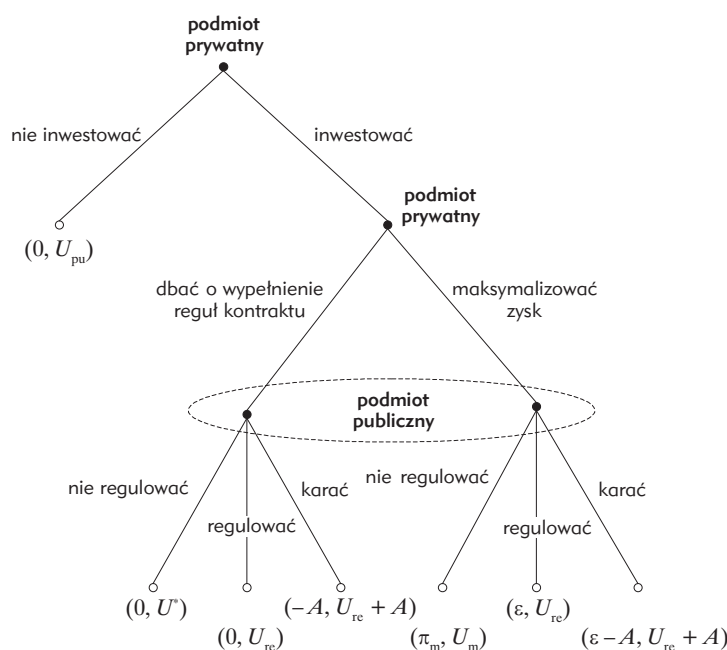 podmiot
prywatny
nie inwestować
inwestować
podmiot
prywatny
(0, U_pu)
dbać o wypełnienie
reguł kontraktu
maksymalizować
zysk
podmiot
publiczny
nie regulować
regulować
karać
nie regulować
regulować
karać
(0, U*)
(0, U_re)
(–A, U_re + A)
(π_m, U_m)
(ε, U_re)
(ε – A, U_re + A)